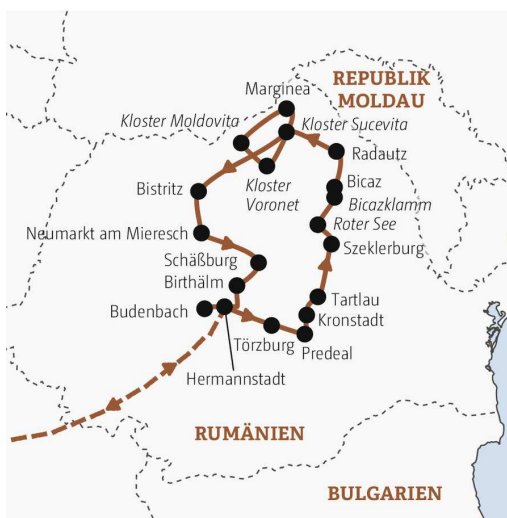 REPUBLIK
MOLDAU
Marginea
Kloster Moldovita
Kloster Sucevita
Radautz
Kloster
Voronet
Bicaz
Bistritz
Bicazklamm
Roter See
Neumarkt am Mieresch
Szeklerburg
Schäßburg
Birthälm
Tartlau
Budenbach
Kronstadt
Törzburg
Predeal
Hermannstadt
RUMÄNIEN
BULGARIEN